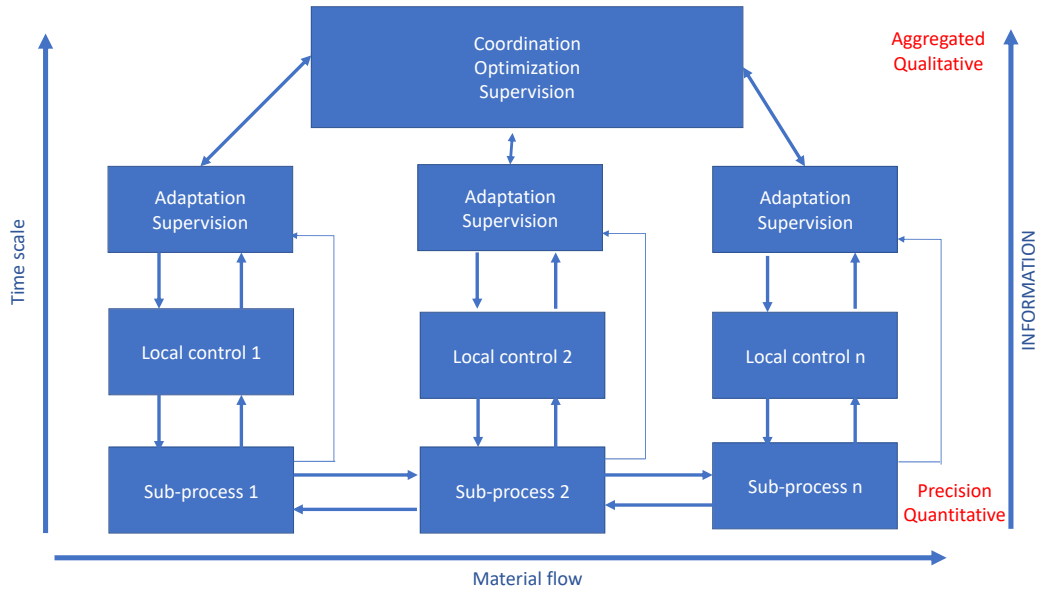 Coordination
Optimization
Supervision
Aggregated
Qualitative
Adaptation
Supervision
Adaptation
Supervision
Adaptation
Supervision
Time scale
INFORMATION
Local control 1
Local control 2
Local control n
Sub-process 1
Sub-process 2
Sub-process n
Precision
Quantitative
Material flow